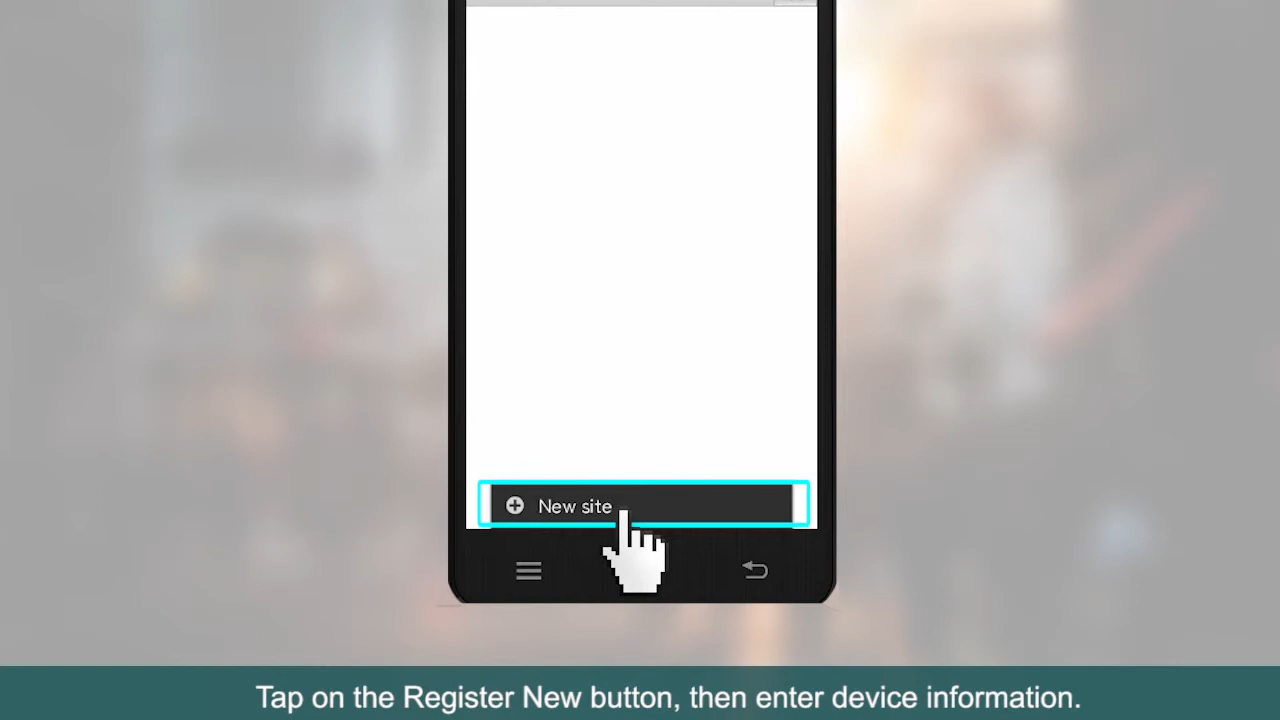 New site
Tap on the Register New button, then enter device information.